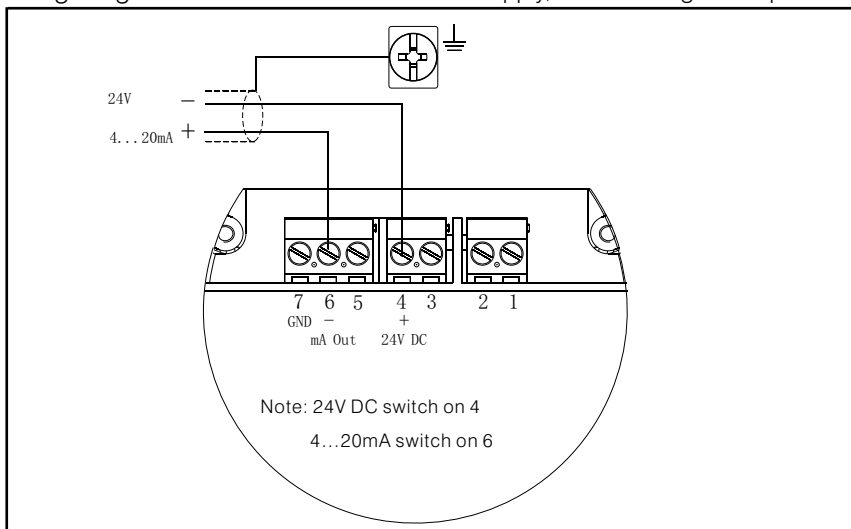 24V −
4...20mA +
7 6 5 4 3 2 1
GND − +
mA Out 24V DC
Note: 24V DC switch on 4
4...20mA switch on 6